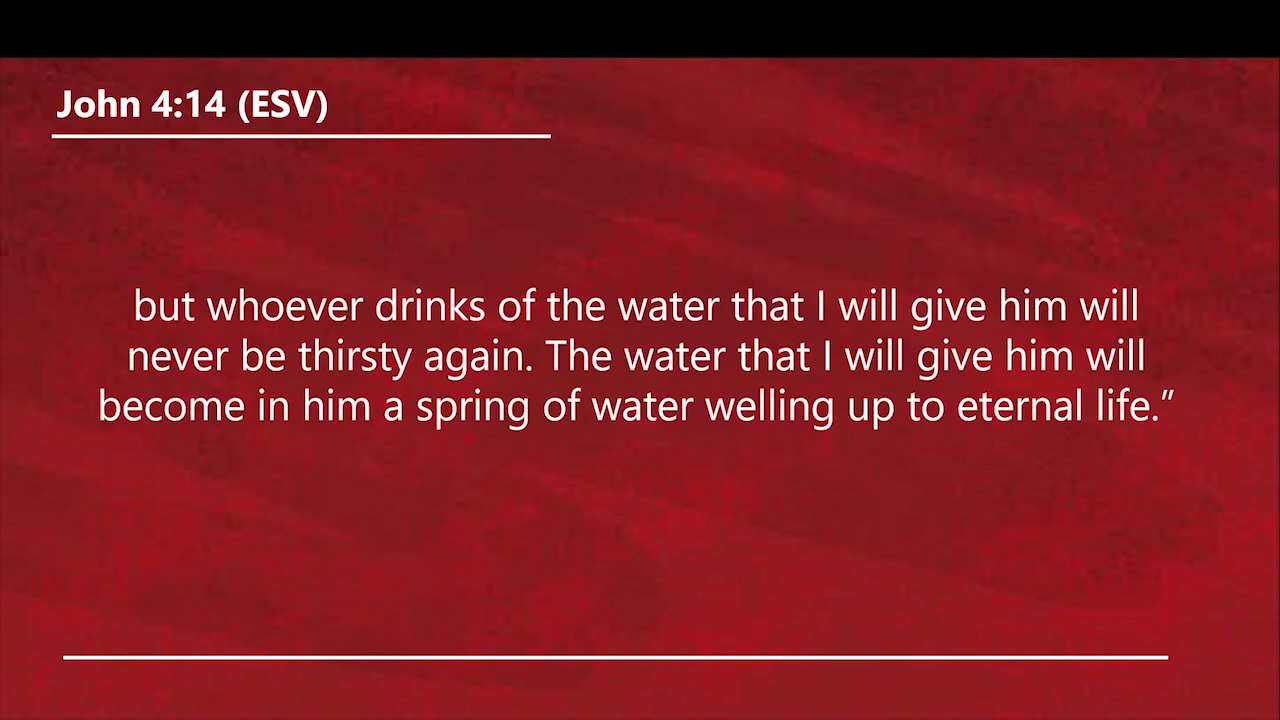 John 4:14 (ESV)
but whoever drinks of the water that I will give him will
never be thirsty again. The water that I will give him will
become in him a spring of water welling up to eternal life.”